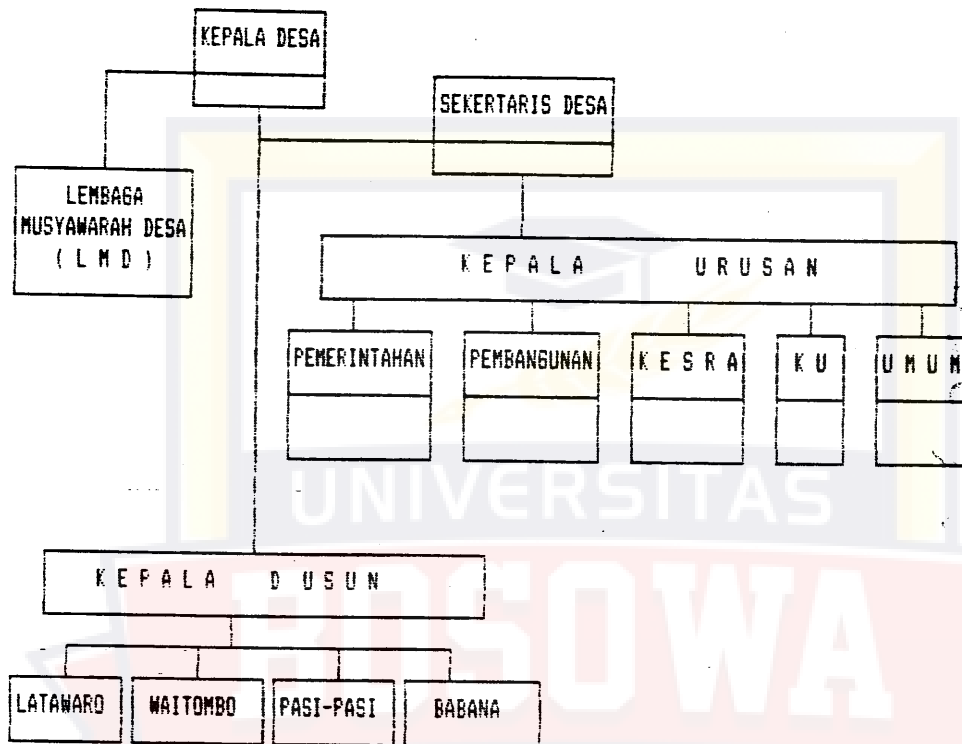 KEPALA DESA
SEKERTARIS DESA
LEMBAGA
MUSYAWARAH DESA
( L M D )
K E P A L A   U R U S A N
PEMERINTAHAN
PEMBANGUNAN
K E S R A
K U
U M U M
K E P A L A   D U S U N
LATAWARO
WAITOMBO
PASI-PASI
BABANA
UNIVERSITAS
BOSOWA